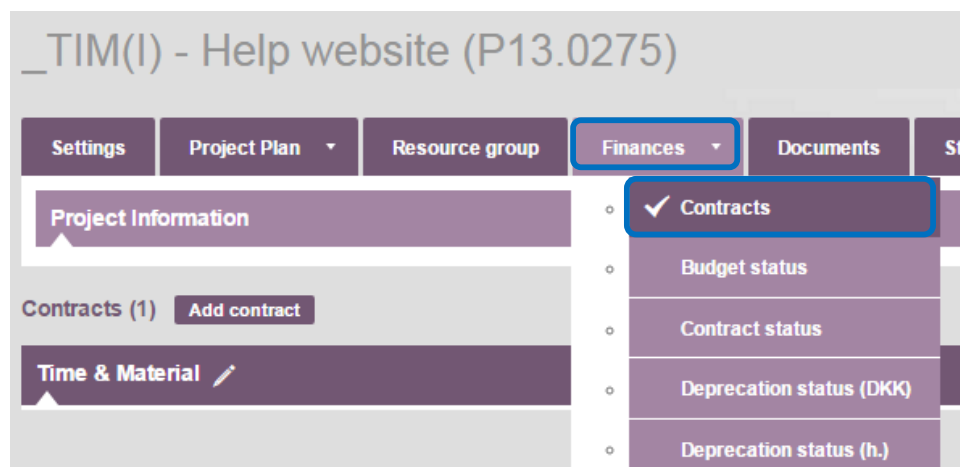 _TIM(I) - Help website (P13.0275)
Settings Project Plan Resource group Finances Documents St
Project Information
Contracts
Budget status
Contracts (1) Add contract
Contract status
Time & Material
Deprecation status (DKK)
Deprecation status (h.)